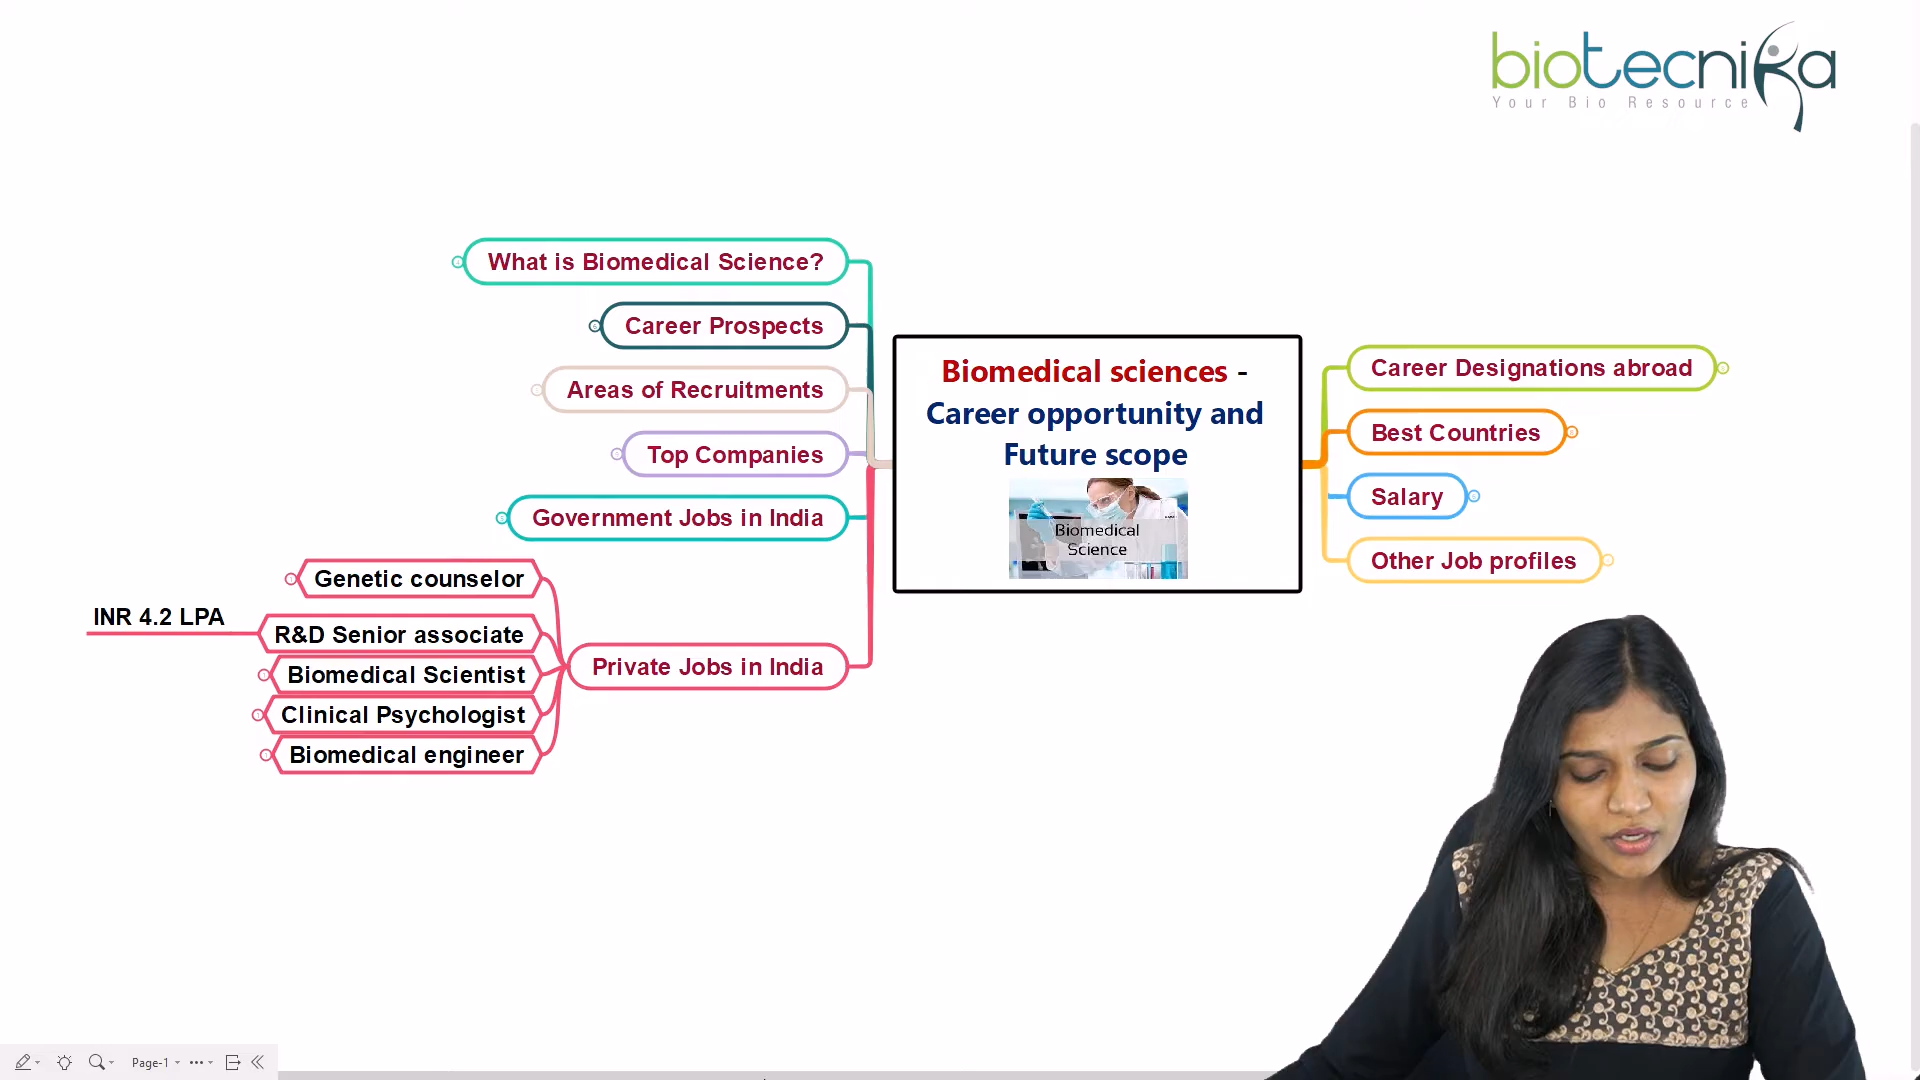 biotecnika
Your Bio Resource
What is Biomedical Science?
Career Prospects
Areas of Recruitments
Top Companies
Government Jobs in India
Genetic counselor
INR 4.2 LPA
R&D Senior associate
Biomedical Scientist
Clinical Psychologist
Biomedical engineer
Private Jobs in India
Biomedical sciences -
Career opportunity and
Future scope
Biomedical
Science
Career Designations abroad
Best Countries
Salary
Other Job profiles
Page-1